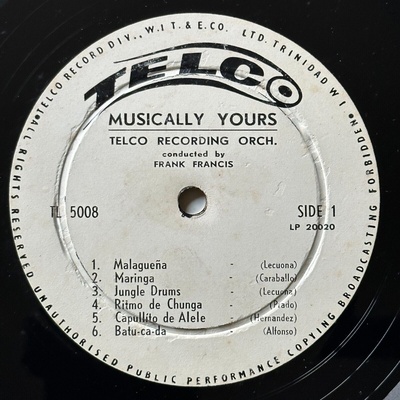 TELCO RECORD DIV., W.I.T. & E.CO. LTD. TRINIDAD W I
TELCO
MUSICALLY YOURS
TELCO RECORDING ORCH.
conducted by
FRANK FRANCIS
TL 5008 SIDE 1
LP 20020
1. Malagueña - (Lecuona)
2. Maringa - (Caraballo)
3. Jungle Drums - (Lecuona)
4. Ritmo de Chunga - (Prado)
5. Capullito de Alele - (Hernandez)
6. Batu-ca-da - (Alfonso)
ALL RIGHTS RESERVED UNAUTHORISED PUBLIC PERFORMANCE COPYING BROADCASTING FORBIDDEN